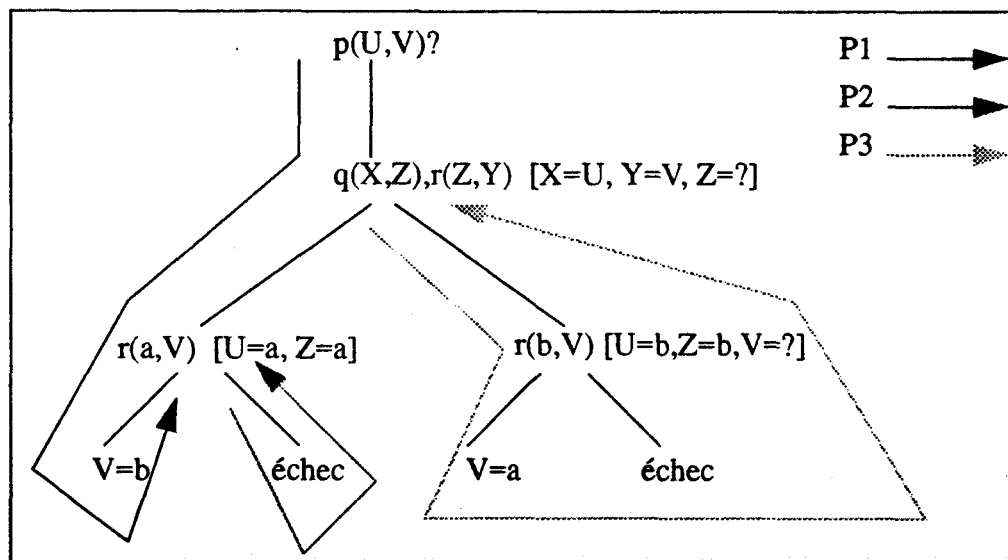 p(U,V)?
P1
P2
P3
q(X,Z),r(Z,Y) [X=U, Y=V, Z=?]
r(a,V) [U=a, Z=a]
r(b,V) [U=b,Z=b,V=?]
V=b
échec
V=a
échec